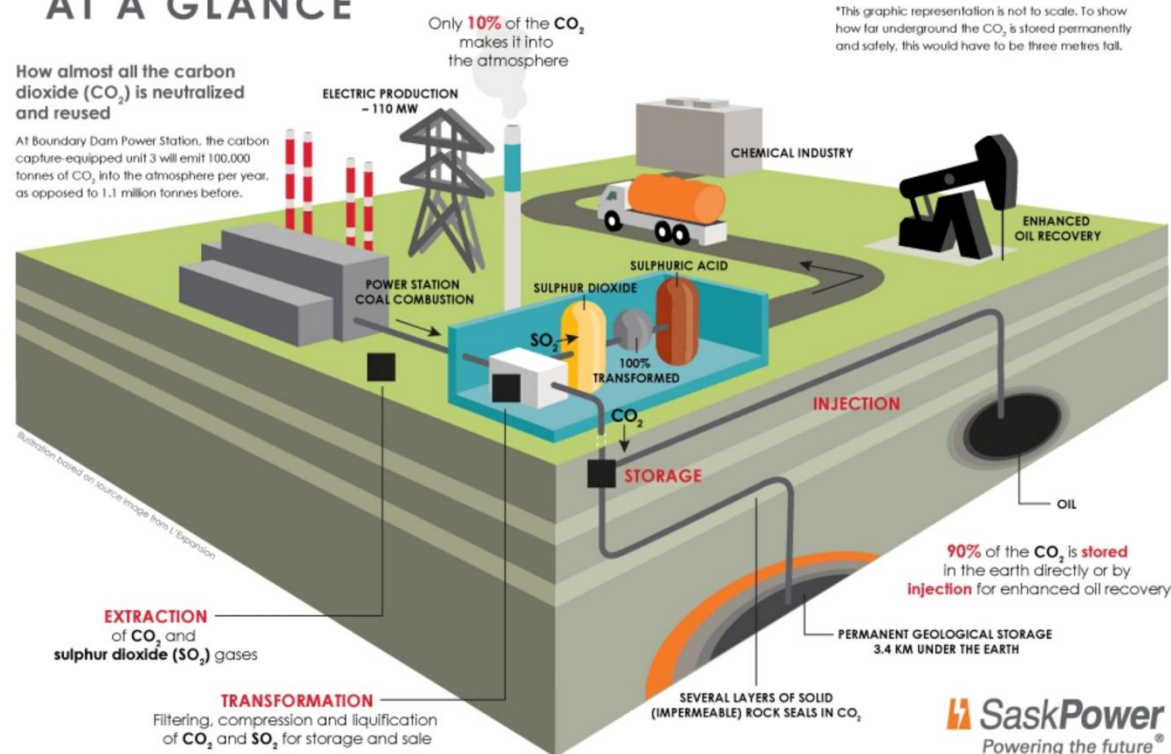 AT A GLANCE
How almost all the carbon
dioxide (CO₂) is neutralized
and reused
At Boundary Dam Power Station, the carbon
capture-equipped unit 3 will emit 100,000
tonnes of CO₂ into the atmosphere per year,
as opposed to 1.1 million tonnes before.
Only 10% of the CO₂
makes it into
the atmosphere
*This graphic representation is not to scale. To show
how far underground the CO₂ is stored permanently
and safely, this would have to be three metres tall.
ELECTRIC PRODUCTION
– 110 MW
CHEMICAL INDUSTRY
ENHANCED
OIL RECOVERY
POWER STATION
COAL COMBUSTION
SULPHUR DIOXIDE
SULPHURIC ACID
SO₂
100%
TRANSFORMED
CO₂
INJECTION
STORAGE
OIL
Illustration based on source image from L'Expansion
90% of the CO₂ is stored
in the earth directly or by
injection for enhanced oil recovery
EXTRACTION
of CO₂ and
sulphur dioxide (SO₂) gases
PERMANENT GEOLOGICAL STORAGE
3.4 KM UNDER THE EARTH
TRANSFORMATION
Filtering, compression and liquification
of CO₂ and SO₂ for storage and sale
SEVERAL LAYERS OF SOLID
(IMPERMEABLE) ROCK SEALS IN CO₂
SaskPower
Powering the future®